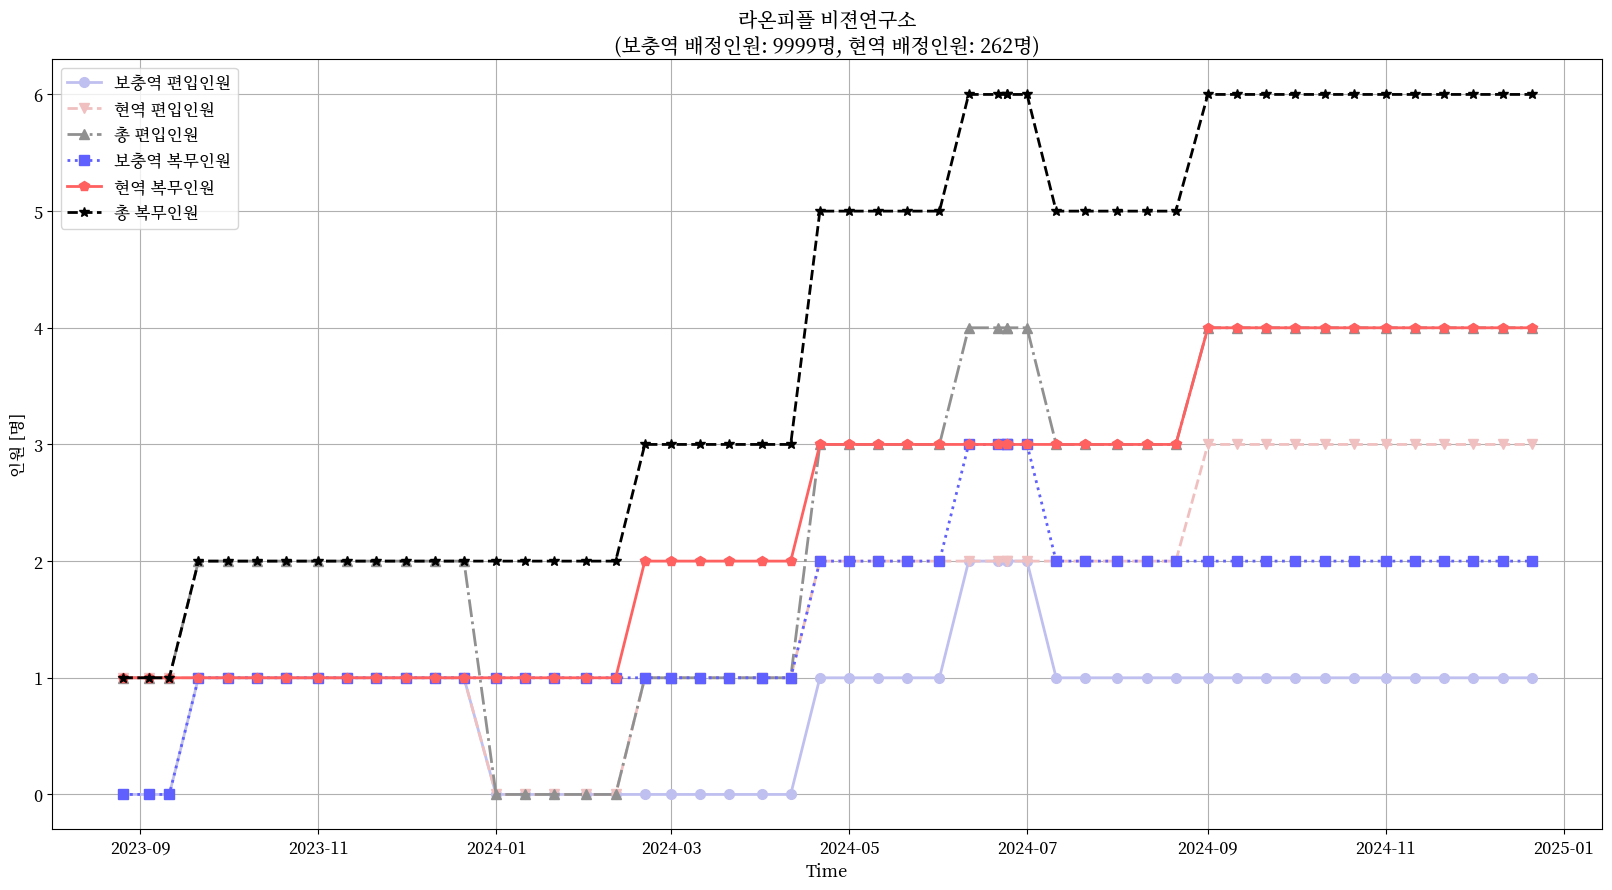 라온피플 비젼연구소
(보충역 배정인원: 9999명, 현역 배정인원: 262명)
보충역 편입인원
현역 편입인원
총 편입인원
보충역 복무인원
현역 복무인원
총 복무인원
인원 [명]
6
5
4
3
2
1
0
2023-09
2023-11
2024-01
2024-03
2024-05
2024-07
2024-09
2024-11
2025-01
Time